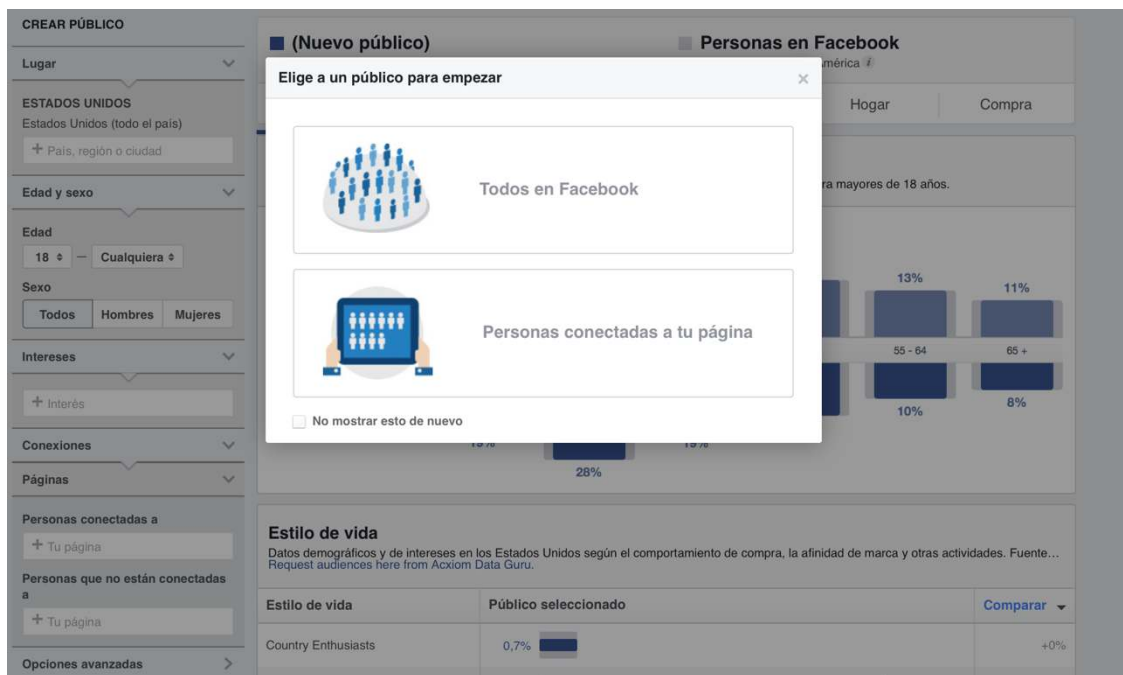 CREAR PÚBLICO
Lugar
ESTADOS UNIDOS
Estados Unidos (todo el país)
+ País, región o ciudad
Edad y sexo
Edad
18 — Cualquiera
Sexo
Todos Hombres Mujeres
Intereses
+ Interés
Conexiones
Páginas
Personas conectadas a
+ Tu página
Personas que no están conectadas
a
+ Tu página
Opciones avanzadas
(Nuevo público)
Personas en Facebook
mérica i
Hogar Compra
ra mayores de 18 años.
Elige a un público para empezar ×
Todos en Facebook
Personas conectadas a tu página
No mostrar esto de nuevo
13% 11%
55 - 64 65 +
10% 8%
19% 19%
28%
Estilo de vida
Datos demográficos y de intereses en los Estados Unidos según el comportamiento de compra, la afinidad de marca y otras actividades. Fuente…
Request audiences here from Acxiom Data Guru.
Estilo de vida Público seleccionado Comparar
Country Enthusiasts 0,7% +0%